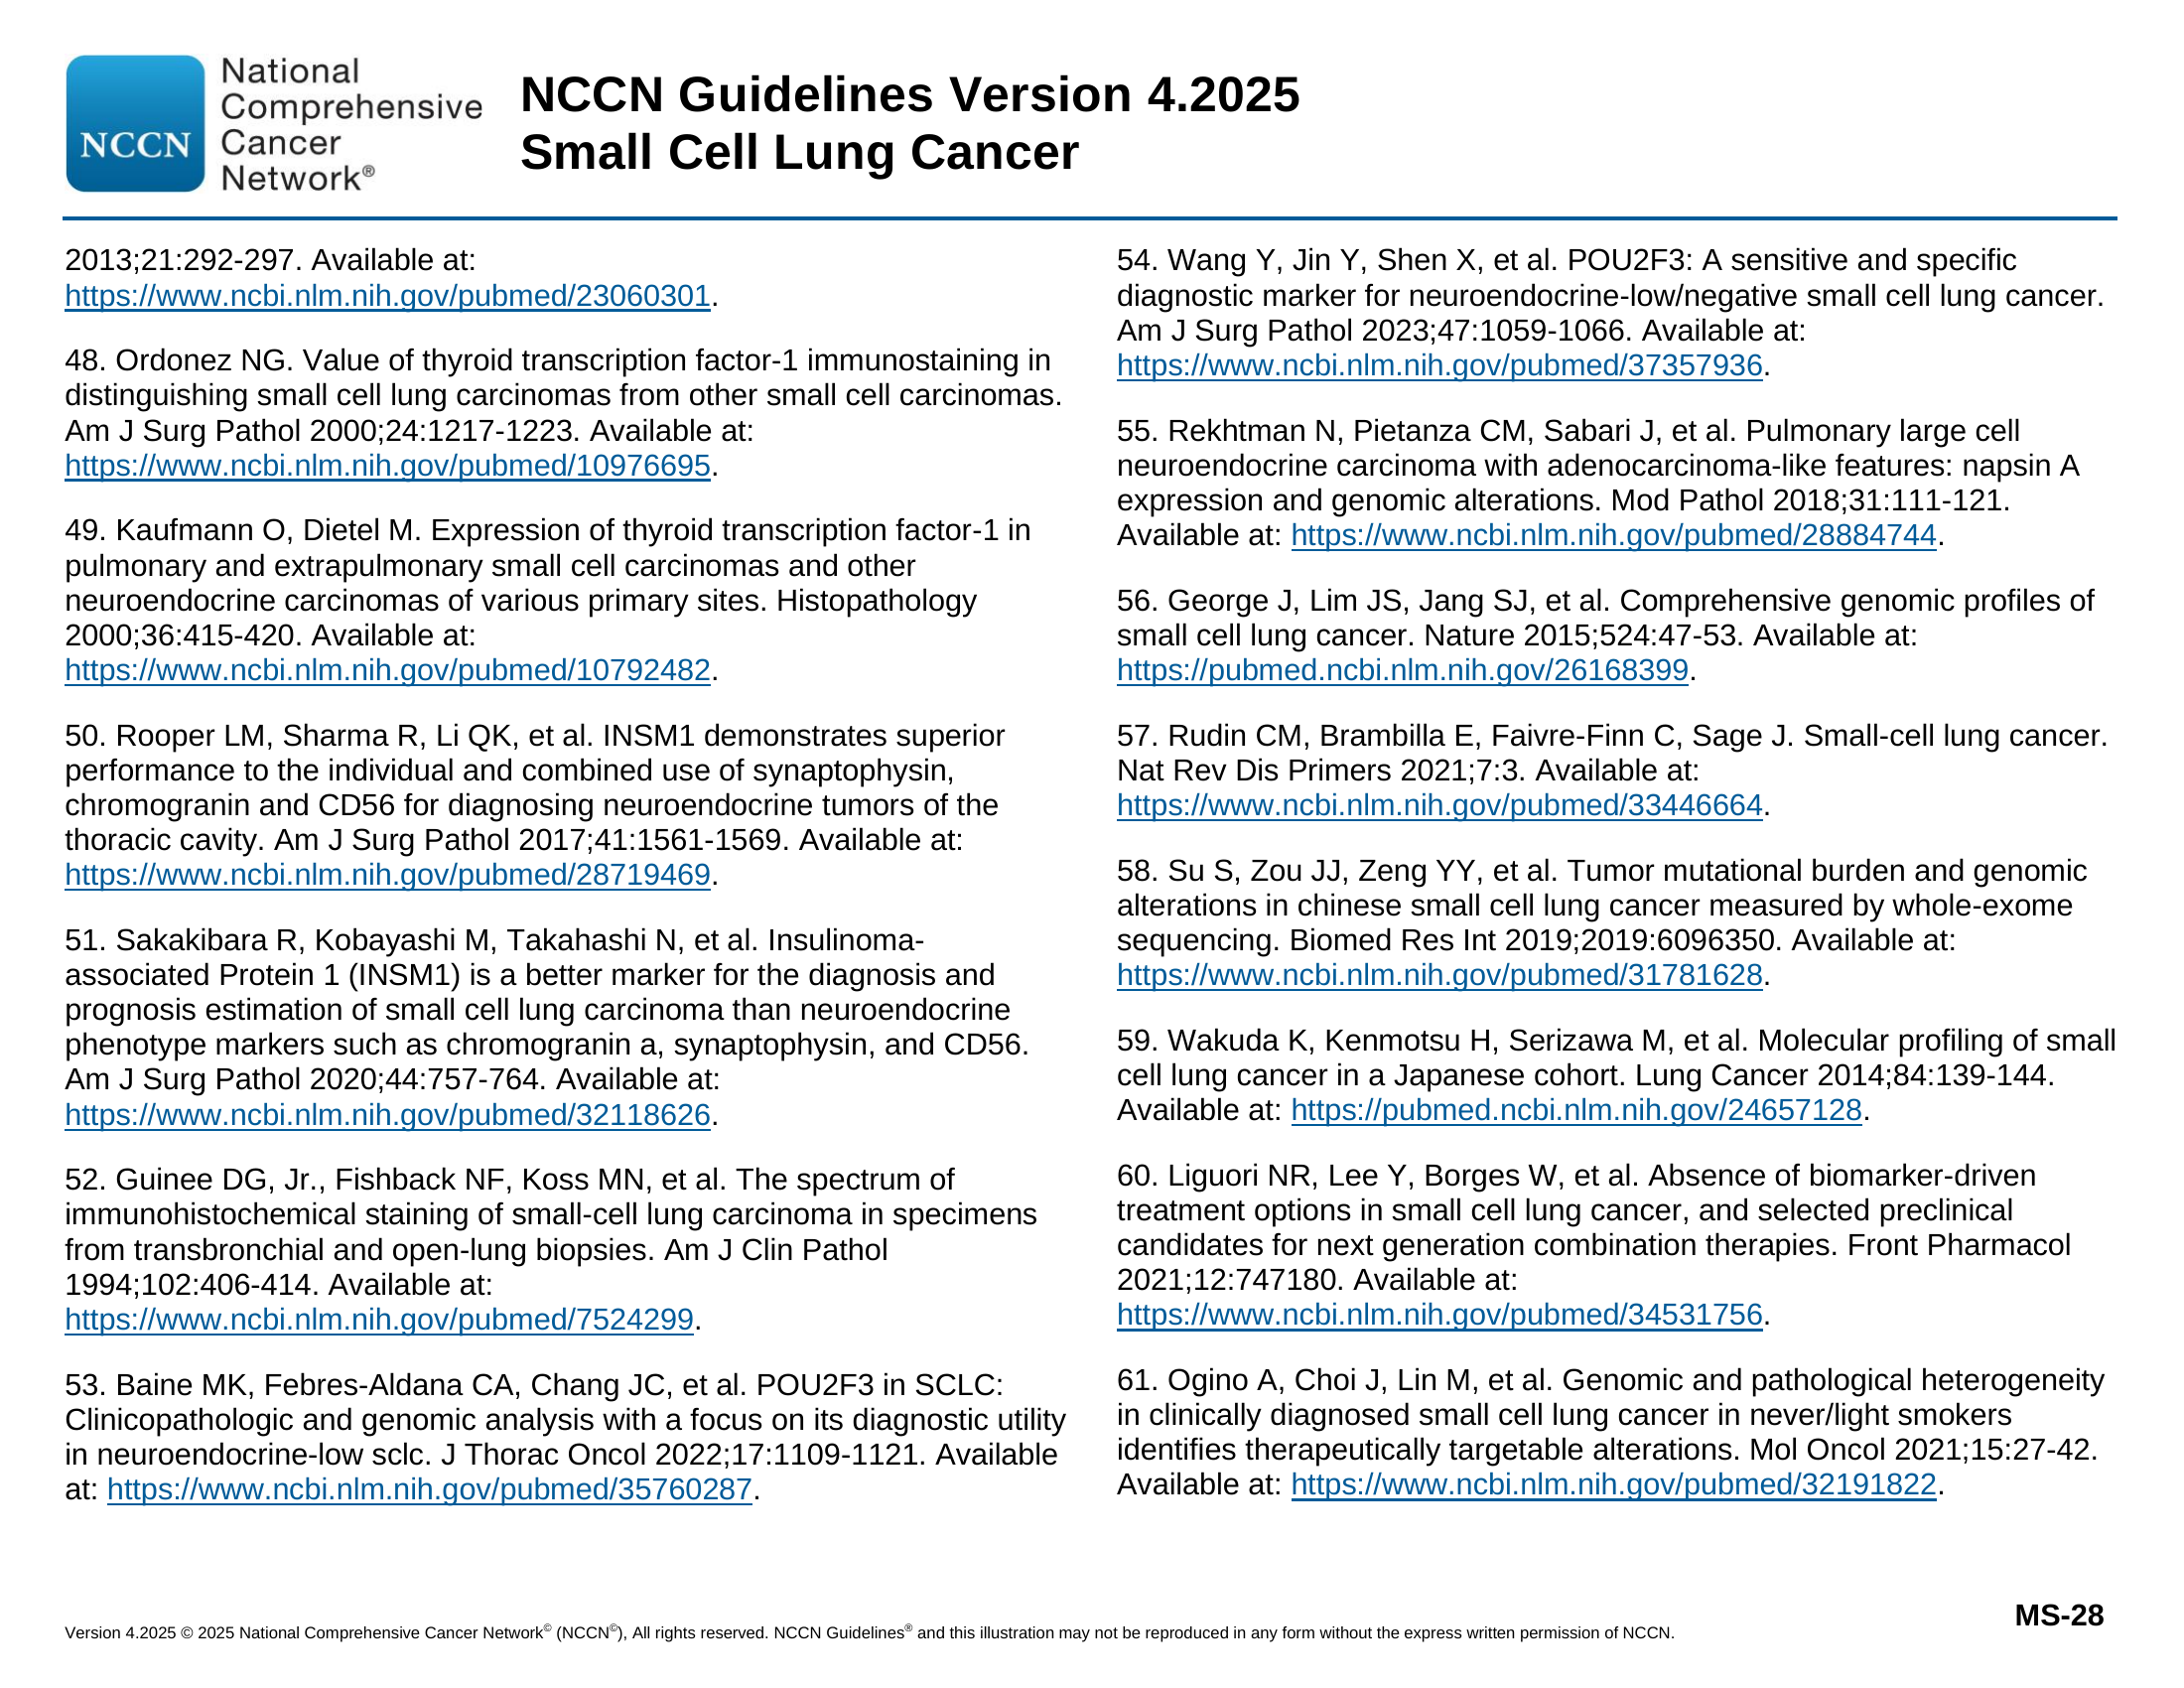 NCCN
National
Comprehensive
Cancer
Network®
NCCN Guidelines Version 4.2025
Small Cell Lung Cancer
2013;21:292-297. Available at:
https://www.ncbi.nlm.nih.gov/pubmed/23060301.
48. Ordonez NG. Value of thyroid transcription factor-1 immunostaining in
distinguishing small cell lung carcinomas from other small cell carcinomas.
Am J Surg Pathol 2000;24:1217-1223. Available at:
https://www.ncbi.nlm.nih.gov/pubmed/10976695.
49. Kaufmann O, Dietel M. Expression of thyroid transcription factor-1 in
pulmonary and extrapulmonary small cell carcinomas and other
neuroendocrine carcinomas of various primary sites. Histopathology
2000;36:415-420. Available at:
https://www.ncbi.nlm.nih.gov/pubmed/10792482.
50. Rooper LM, Sharma R, Li QK, et al. INSM1 demonstrates superior
performance to the individual and combined use of synaptophysin,
chromogranin and CD56 for diagnosing neuroendocrine tumors of the
thoracic cavity. Am J Surg Pathol 2017;41:1561-1569. Available at:
https://www.ncbi.nlm.nih.gov/pubmed/28719469.
51. Sakakibara R, Kobayashi M, Takahashi N, et al. Insulinoma-
associated Protein 1 (INSM1) is a better marker for the diagnosis and
prognosis estimation of small cell lung carcinoma than neuroendocrine
phenotype markers such as chromogranin a, synaptophysin, and CD56.
Am J Surg Pathol 2020;44:757-764. Available at:
https://www.ncbi.nlm.nih.gov/pubmed/32118626.
52. Guinee DG, Jr., Fishback NF, Koss MN, et al. The spectrum of
immunohistochemical staining of small-cell lung carcinoma in specimens
from transbronchial and open-lung biopsies. Am J Clin Pathol
1994;102:406-414. Available at:
https://www.ncbi.nlm.nih.gov/pubmed/7524299.
53. Baine MK, Febres-Aldana CA, Chang JC, et al. POU2F3 in SCLC:
Clinicopathologic and genomic analysis with a focus on its diagnostic utility
in neuroendocrine-low sclc. J Thorac Oncol 2022;17:1109-1121. Available
at: https://www.ncbi.nlm.nih.gov/pubmed/35760287.
54. Wang Y, Jin Y, Shen X, et al. POU2F3: A sensitive and specific
diagnostic marker for neuroendocrine-low/negative small cell lung cancer.
Am J Surg Pathol 2023;47:1059-1066. Available at:
https://www.ncbi.nlm.nih.gov/pubmed/37357936.
55. Rekhtman N, Pietanza CM, Sabari J, et al. Pulmonary large cell
neuroendocrine carcinoma with adenocarcinoma-like features: napsin A
expression and genomic alterations. Mod Pathol 2018;31:111-121.
Available at: https://www.ncbi.nlm.nih.gov/pubmed/28884744.
56. George J, Lim JS, Jang SJ, et al. Comprehensive genomic profiles of
small cell lung cancer. Nature 2015;524:47-53. Available at:
https://pubmed.ncbi.nlm.nih.gov/26168399.
57. Rudin CM, Brambilla E, Faivre-Finn C, Sage J. Small-cell lung cancer.
Nat Rev Dis Primers 2021;7:3. Available at:
https://www.ncbi.nlm.nih.gov/pubmed/33446664.
58. Su S, Zou JJ, Zeng YY, et al. Tumor mutational burden and genomic
alterations in chinese small cell lung cancer measured by whole-exome
sequencing. Biomed Res Int 2019;2019:6096350. Available at:
https://www.ncbi.nlm.nih.gov/pubmed/31781628.
59. Wakuda K, Kenmotsu H, Serizawa M, et al. Molecular profiling of small
cell lung cancer in a Japanese cohort. Lung Cancer 2014;84:139-144.
Available at: https://pubmed.ncbi.nlm.nih.gov/24657128.
60. Liguori NR, Lee Y, Borges W, et al. Absence of biomarker-driven
treatment options in small cell lung cancer, and selected preclinical
candidates for next generation combination therapies. Front Pharmacol
2021;12:747180. Available at:
https://www.ncbi.nlm.nih.gov/pubmed/34531756.
61. Ogino A, Choi J, Lin M, et al. Genomic and pathological heterogeneity
in clinically diagnosed small cell lung cancer in never/light smokers
identifies therapeutically targetable alterations. Mol Oncol 2021;15:27-42.
Available at: https://www.ncbi.nlm.nih.gov/pubmed/32191822.
MS-28
Version 4.2025 © 2025 National Comprehensive Cancer Network© (NCCN©), All rights reserved. NCCN Guidelines® and this illustration may not be reproduced in any form without the express written permission of NCCN.